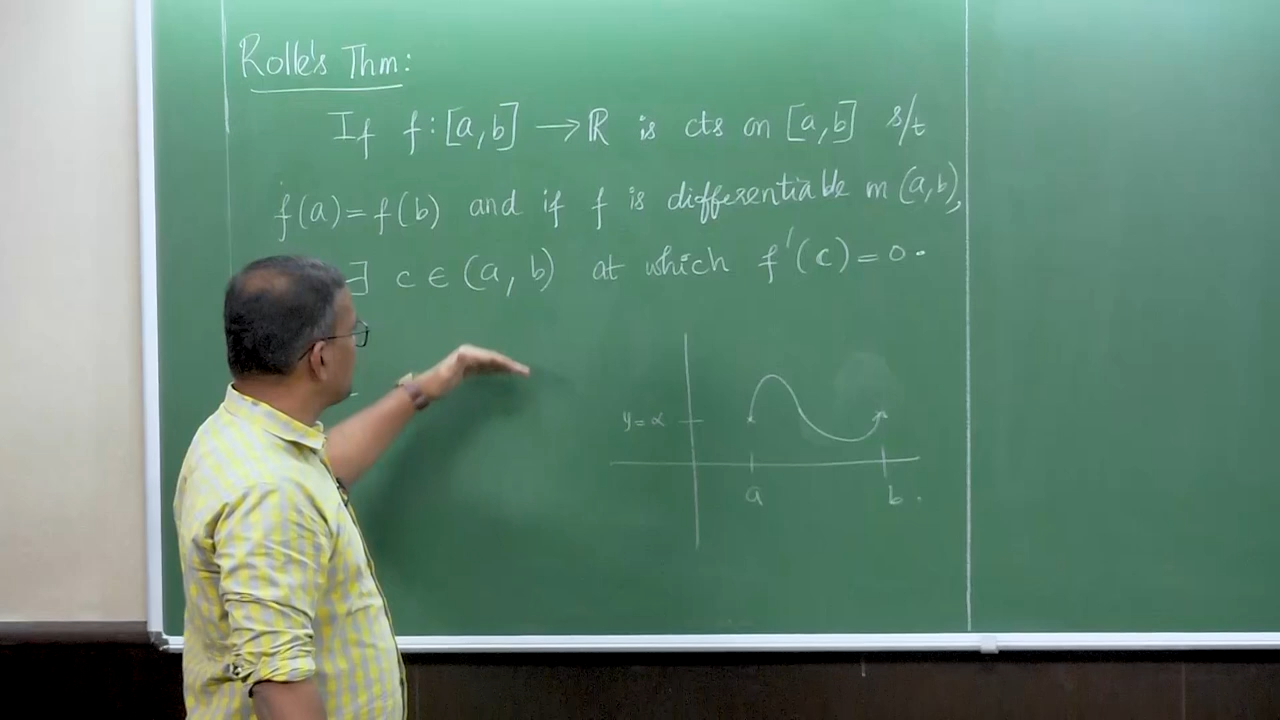 Rolle's Thm:
If f:[a,b] → ℝ is cts on [a,b] s/t
f(a)=f(b) and if f is differentiable in (a,b),
∃ c ∈ (a, b) at which f'(c)=0.
y=α
a
b.